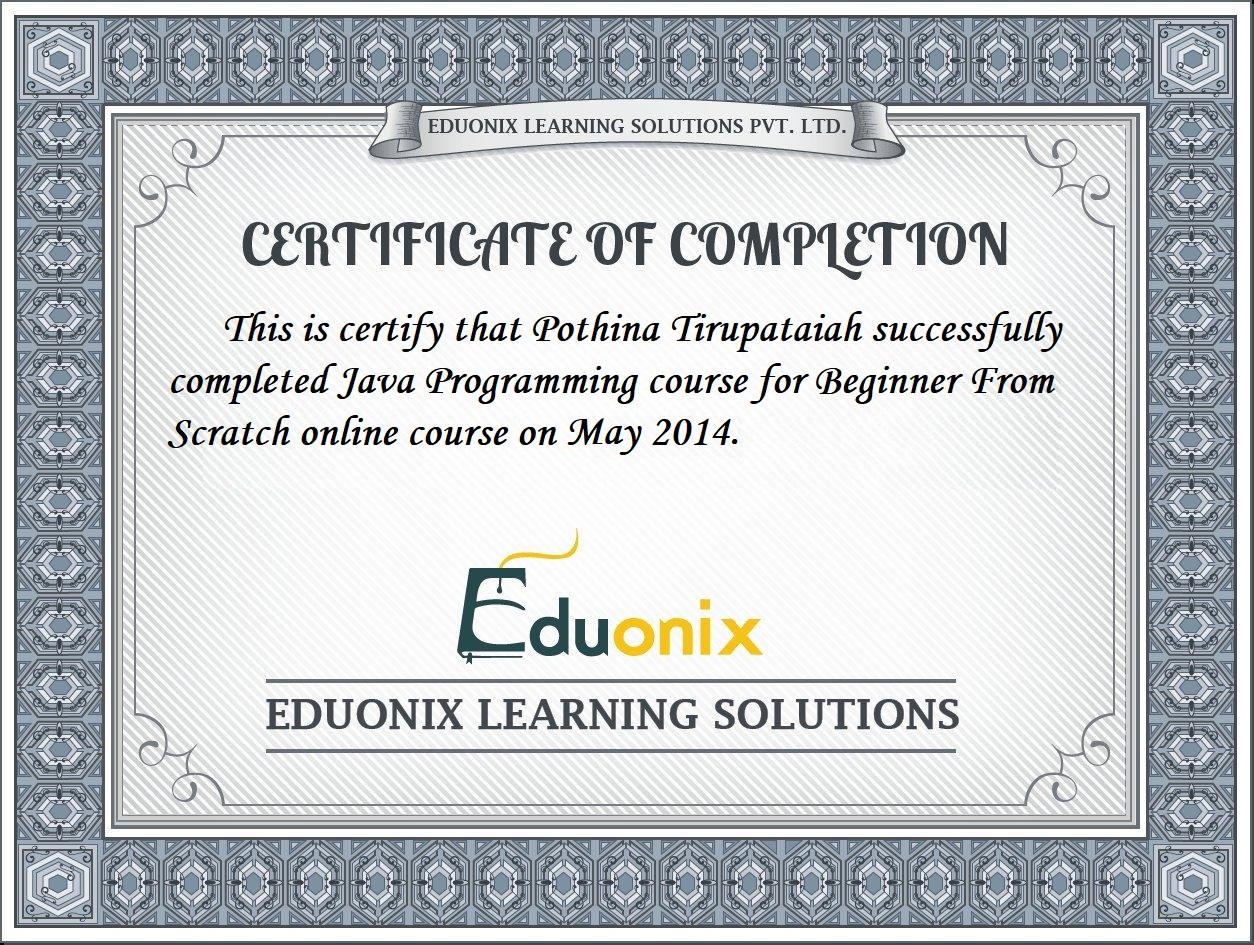 EDUONIX LEARNING SOLUTIONS PVT. LTD.
CERTIFICATE OF COMPLETION
This is certify that Pothina Tirupataiah successfully
completed Java Programming course for Beginner From
Scratch online course on May 2014.
Eduonix
EDUONIX LEARNING SOLUTIONS